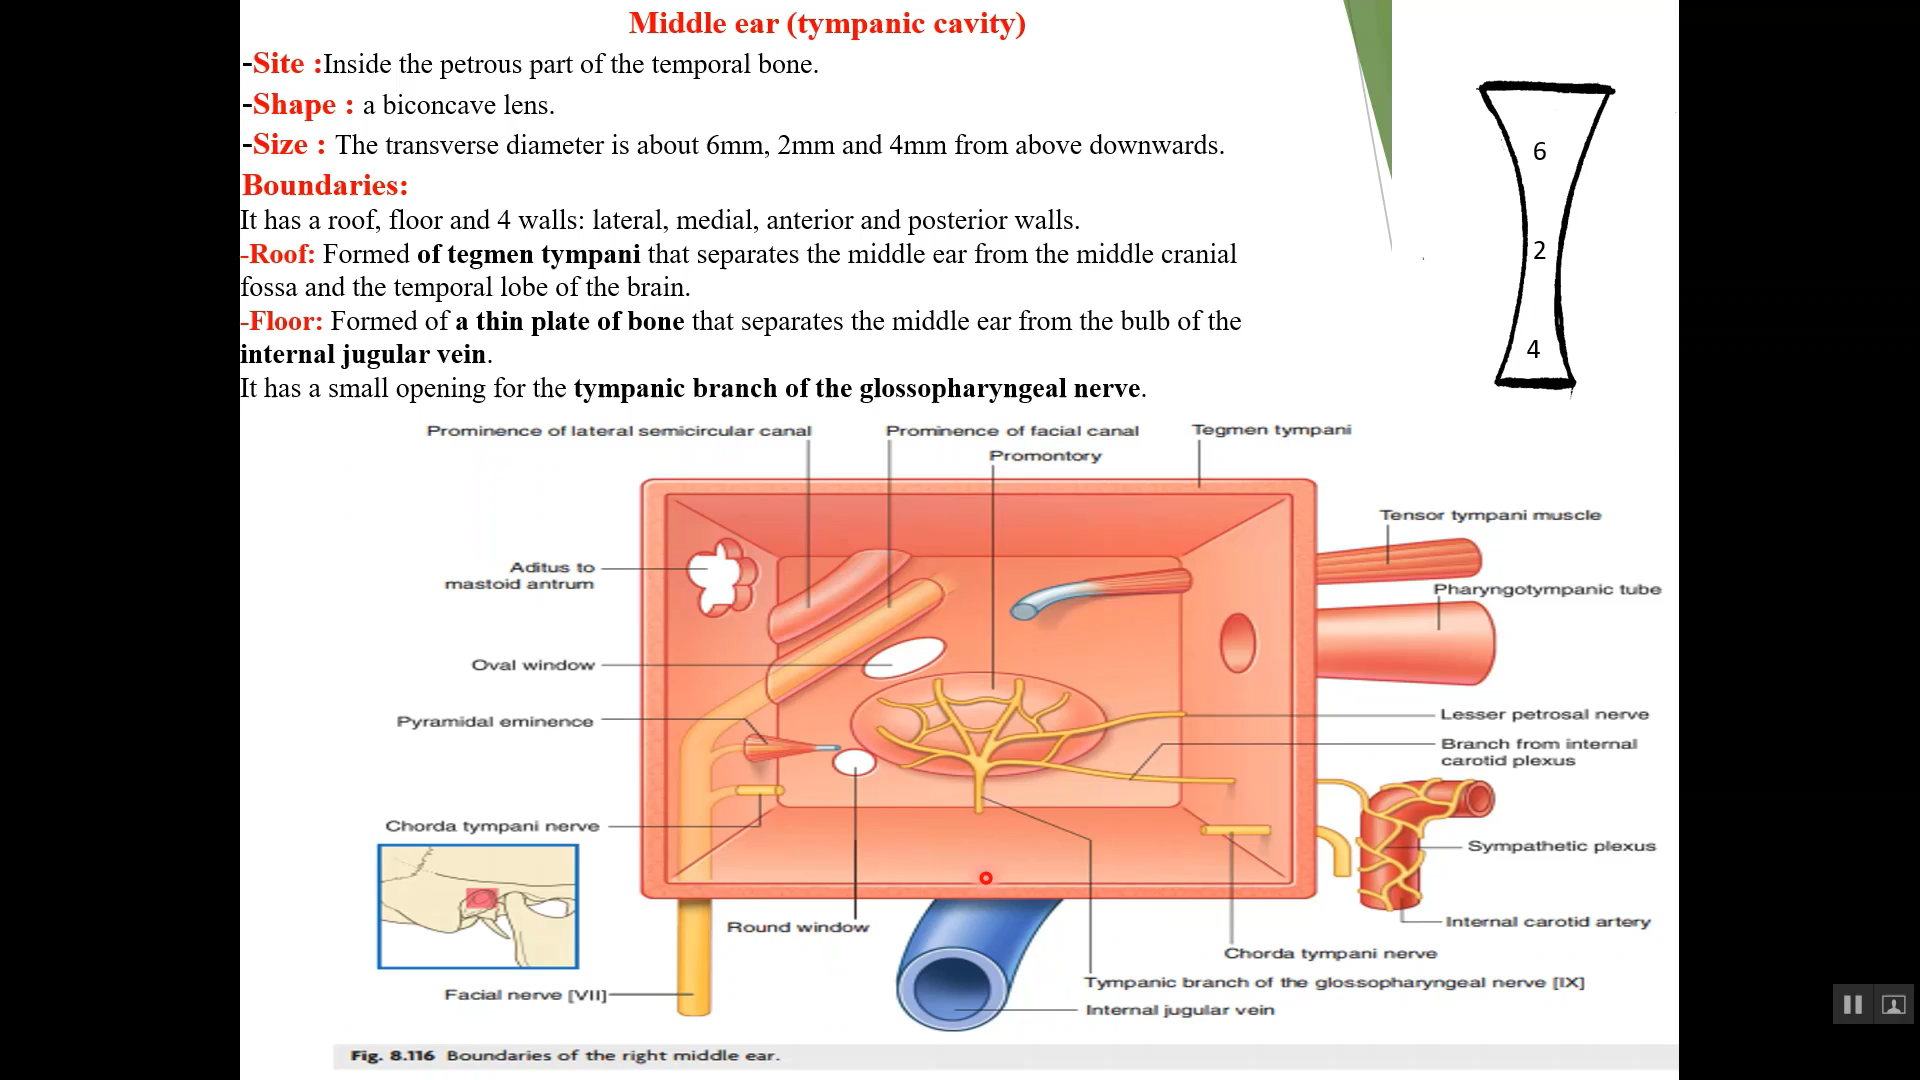 Middle ear (tympanic cavity)
-Site :Inside the petrous part of the temporal bone.
-Shape : a biconcave lens.
-Size : The transverse diameter is about 6mm, 2mm and 4mm from above downwards.
Boundaries:
It has a roof, floor and 4 walls: lateral, medial, anterior and posterior walls.
-Roof: Formed of tegmen tympani that separates the middle ear from the middle cranial
fossa and the temporal lobe of the brain.
-Floor: Formed of a thin plate of bone that separates the middle ear from the bulb of the
internal jugular vein.
It has a small opening for the tympanic branch of the glossopharyngeal nerve.
6
2
4
Prominence of lateral semicircular canal
Prominence of facial canal
Tegmen tympani
Promontory
Tensor tympani muscle
Aditus to
mastoid antrum
Pharyngotympanic tube
Oval window
Pyramidal eminence
Lesser petrosal nerve
Branch from internal
carotid plexus
Chorda tympani nerve
Sympathetic plexus
Round window
Internal carotid artery
Chorda tympani nerve
Tympanic branch of the glossopharyngeal nerve [IX]
Facial nerve [VII]
Internal jugular vein
Fig. 8.116 Boundaries of the right middle ear.